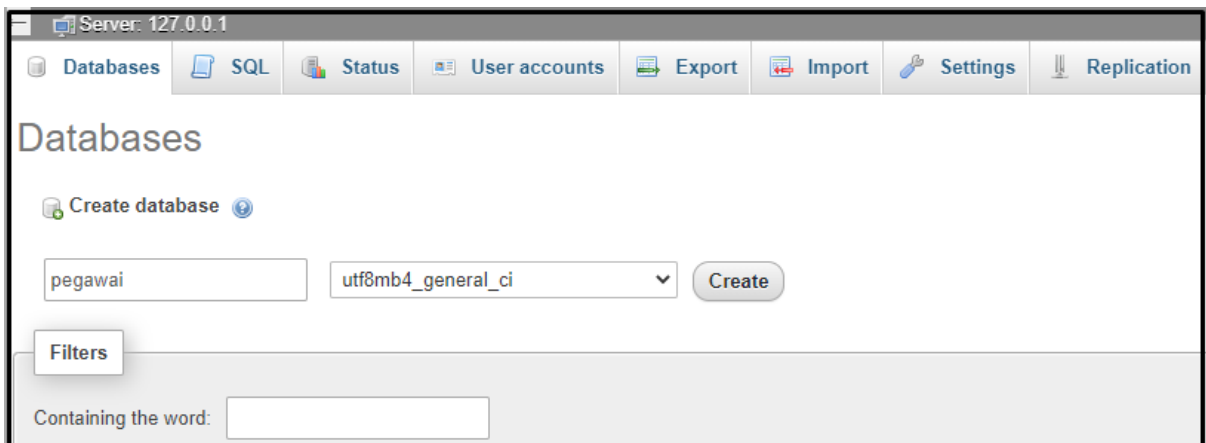 Server: 127.0.0.1
Databases SQL Status User accounts Export Import Settings Replication
Databases
Create database
pegawai utf8mb4_general_ci Create
Filters
Containing the word: